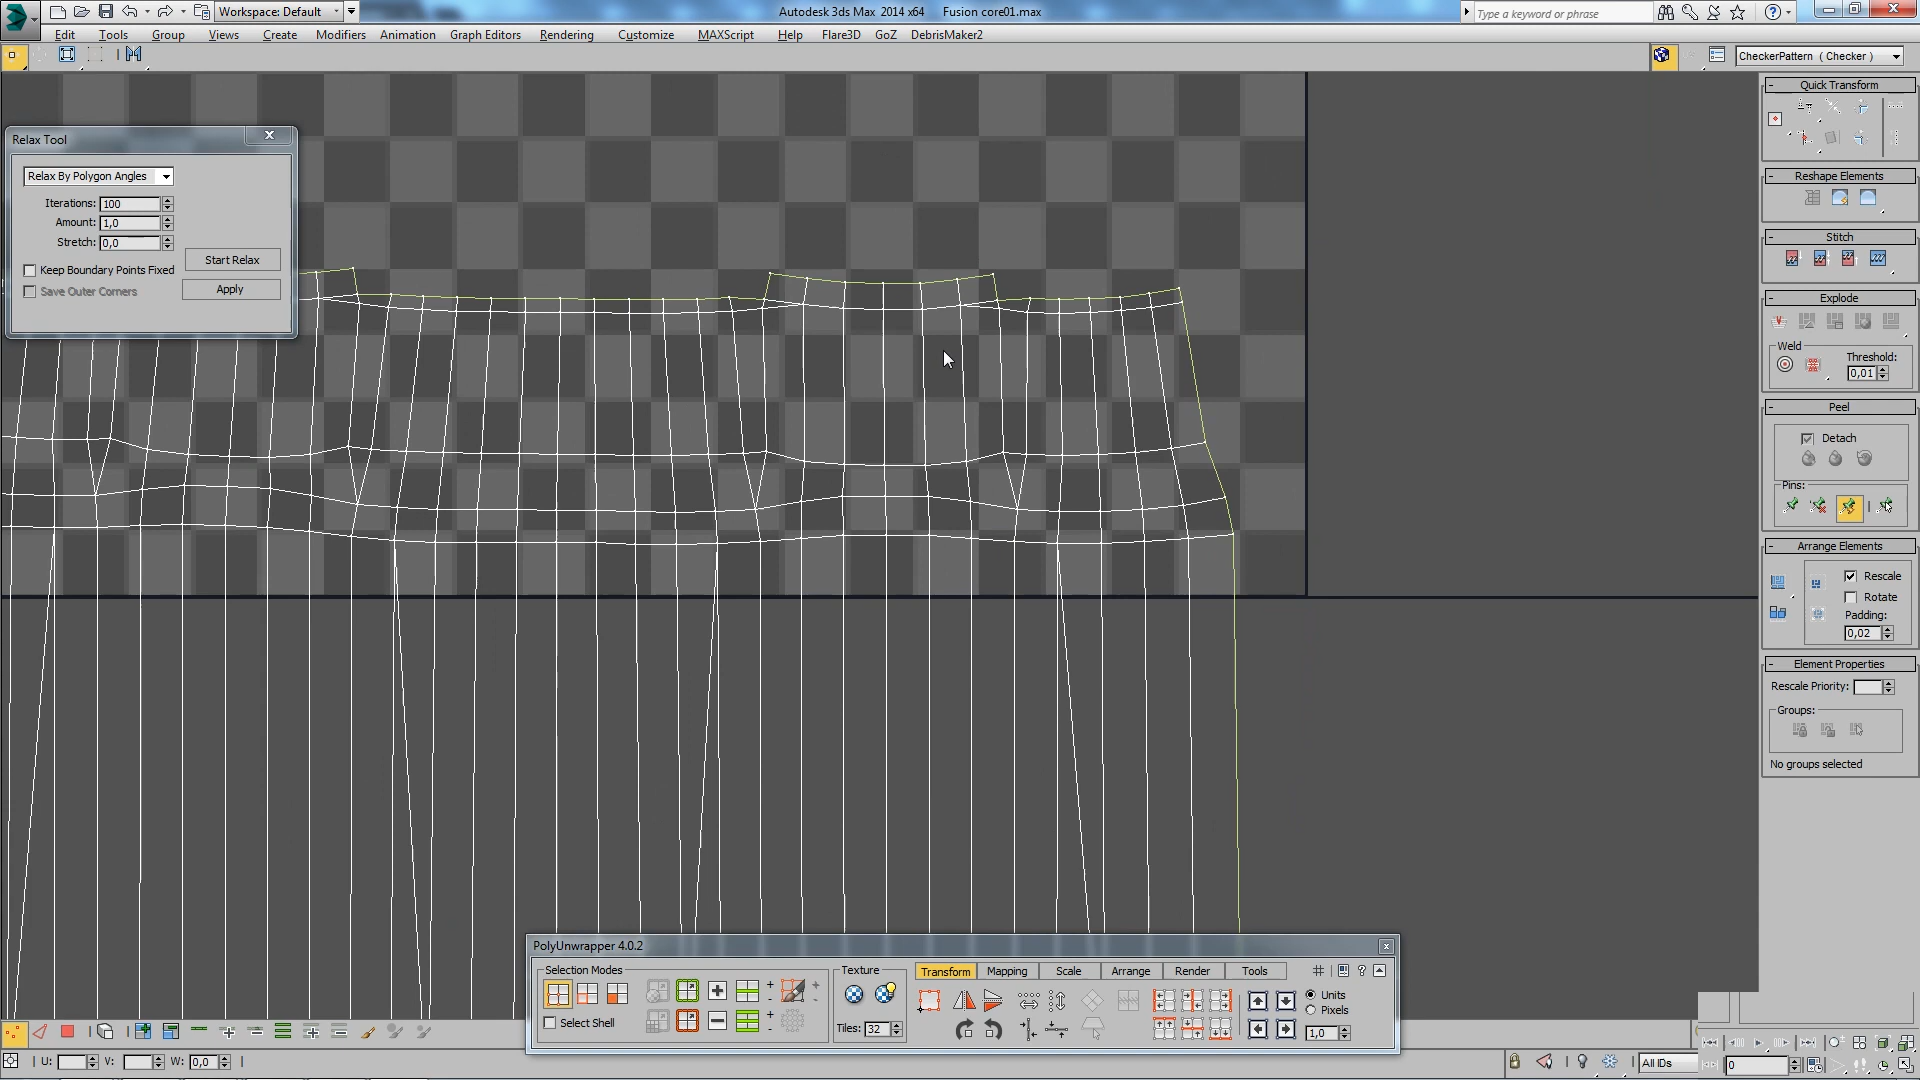 Workspace: Default
Autodesk 3ds Max 2014 x64 Fusion core01.max
Type a keyword or phrase
Edit Tools Group Views Create Modifiers Animation Graph Editors Rendering Customize MAXScript Help Flare3D GoZ DebrisMaker2
CheckerPattern ( Checker )
Quick Transform
Relax Tool
Relax By Polygon Angles
Iterations: 100
Amount: 1,0
Stretch: 0,0
Keep Boundary Points Fixed
Save Outer Corners
Start Relax
Apply
Reshape Elements
Stitch
Explode
Weld
Threshold:
0,01
Peel
Detach
Pins:
Arrange Elements
Rescale
Rotate
Padding:
0,02
Element Properties
Rescale Priority:
Groups:
No groups selected
PolyUnwrapper 4.0.2
Selection Modes
Select Shell
Texture
Tiles: 32
Transform Mapping Scale Arrange Render Tools
Units
Pixels
1,0
U: V: W: 0,0
All IDs
0